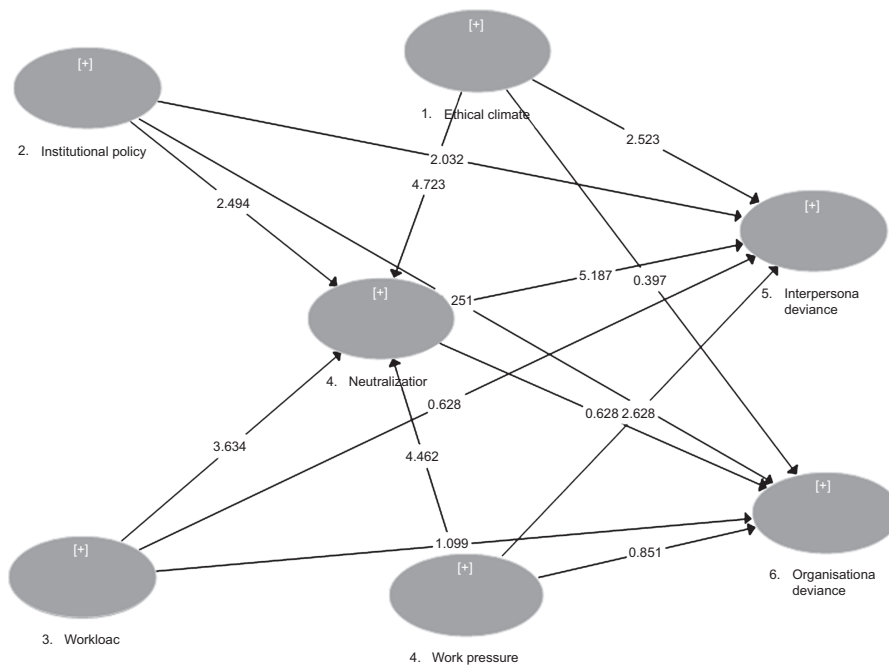 [+]
[+]
1. Ethical climate
2. Institutional policy
2.523
2.032
4.723
2.494
[+]
[+]
5.187
0.397
251
5. Interpersona
deviance
4. Neutralizatior
0.628
0.628
2.628
3.634
4.462
[+]
[+]
1.099
0.851
[+]
6. Organisationa
deviance
3. Workloac
4. Work pressure